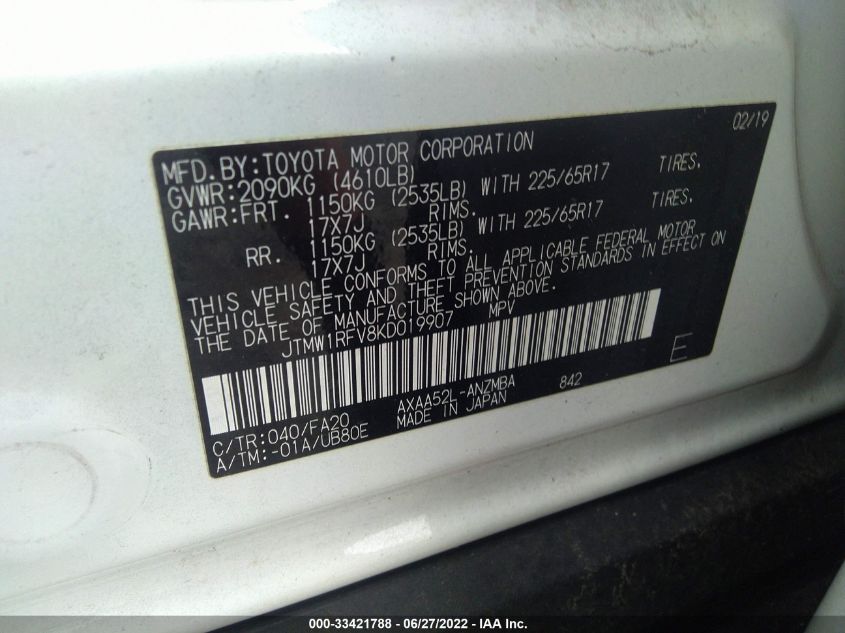 02/19
MFD.BY:TOYOTA MOTOR CORPORATION
GVWR:2090KG (4610LB)
GAWR:FRT. 1150KG (2535LB) WITH 225/65R17 TIRES,
17X7J RIMS.
RR. 1150KG (2535LB) WITH 225/65R17 TIRES,
17X7J RIMS.
THIS VEHICLE CONFORMS TO ALL APPLICABLE FEDERAL MOTOR
VEHICLE SAFETY AND THEFT PREVENTION STANDARDS IN EFFECT ON
THE DATE OF MANUFACTURE SHOWN ABOVE.
JTMW1RFV8KD019907 MPV
E
C/TR:040/FA20 AXAA52L-ANZMBA 842
A/TM:-01A/UB80E MADE IN JAPAN
000-33421788 - 06/27/2022 - IAA Inc.